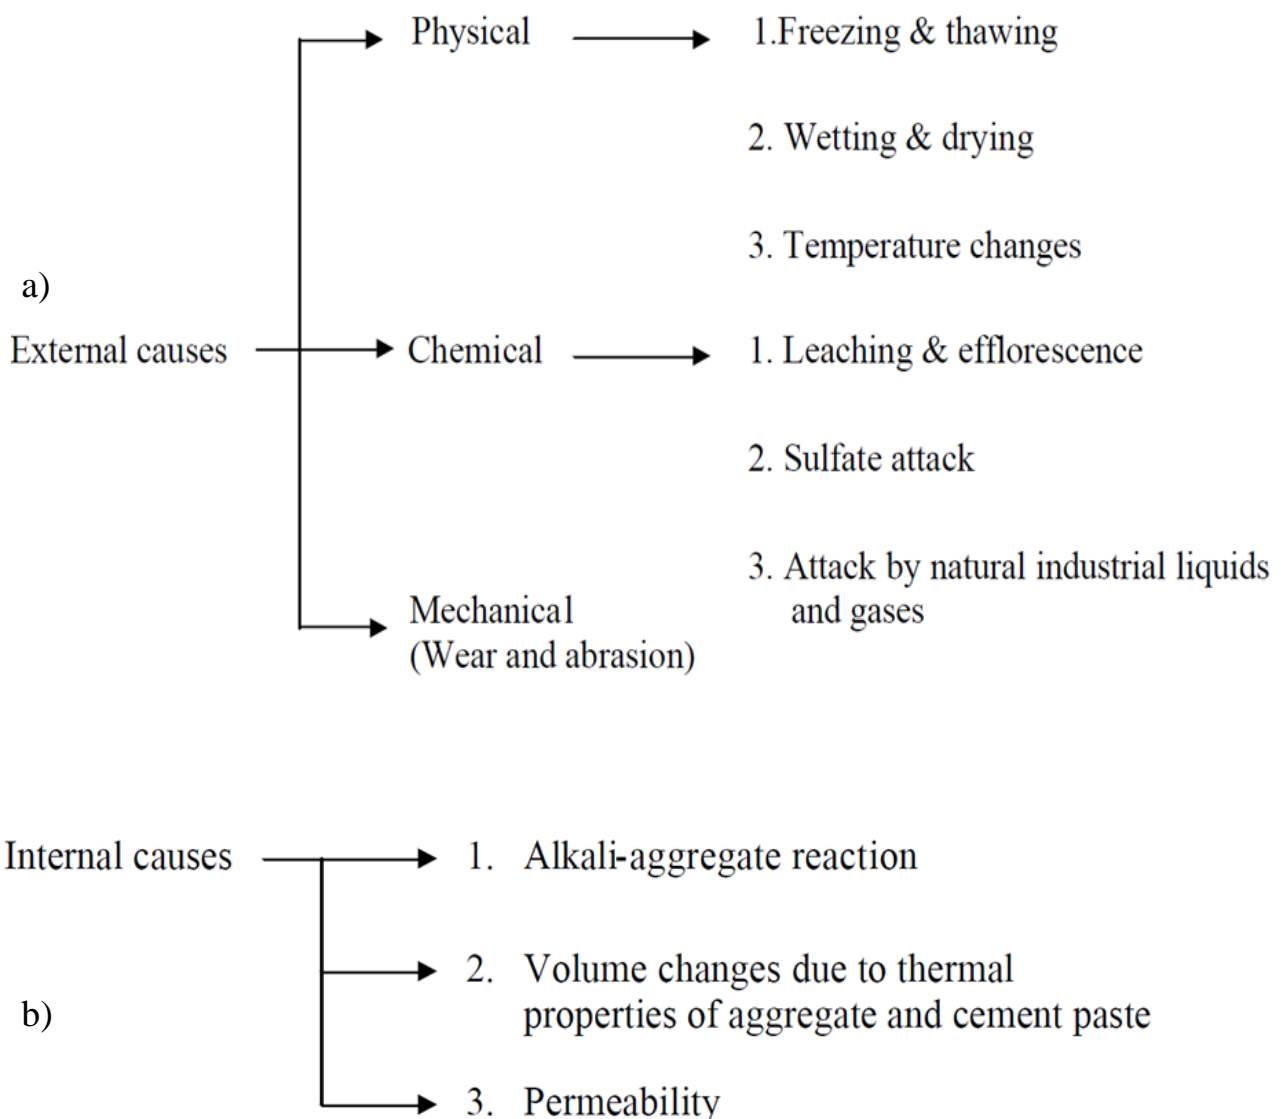 Physical
1.Freezing & thawing
2. Wetting & drying
3. Temperature changes
a)
External causes
Chemical
1. Leaching & efflorescence
2. Sulfate attack
3. Attack by natural industrial liquids
and gases
Mechanical
(Wear and abrasion)
Internal causes
1. Alkali-aggregate reaction
2. Volume changes due to thermal
properties of aggregate and cement paste
b)
3. Permeability